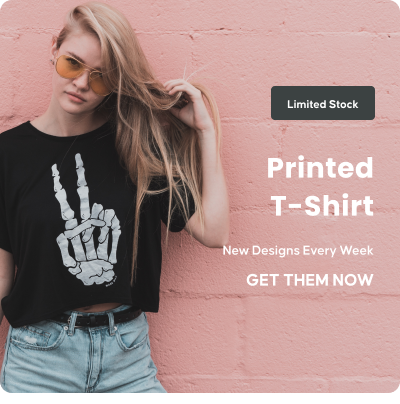 Limited Stock
Printed
T-Shirt
New Designs Every Week
GET THEM NOW